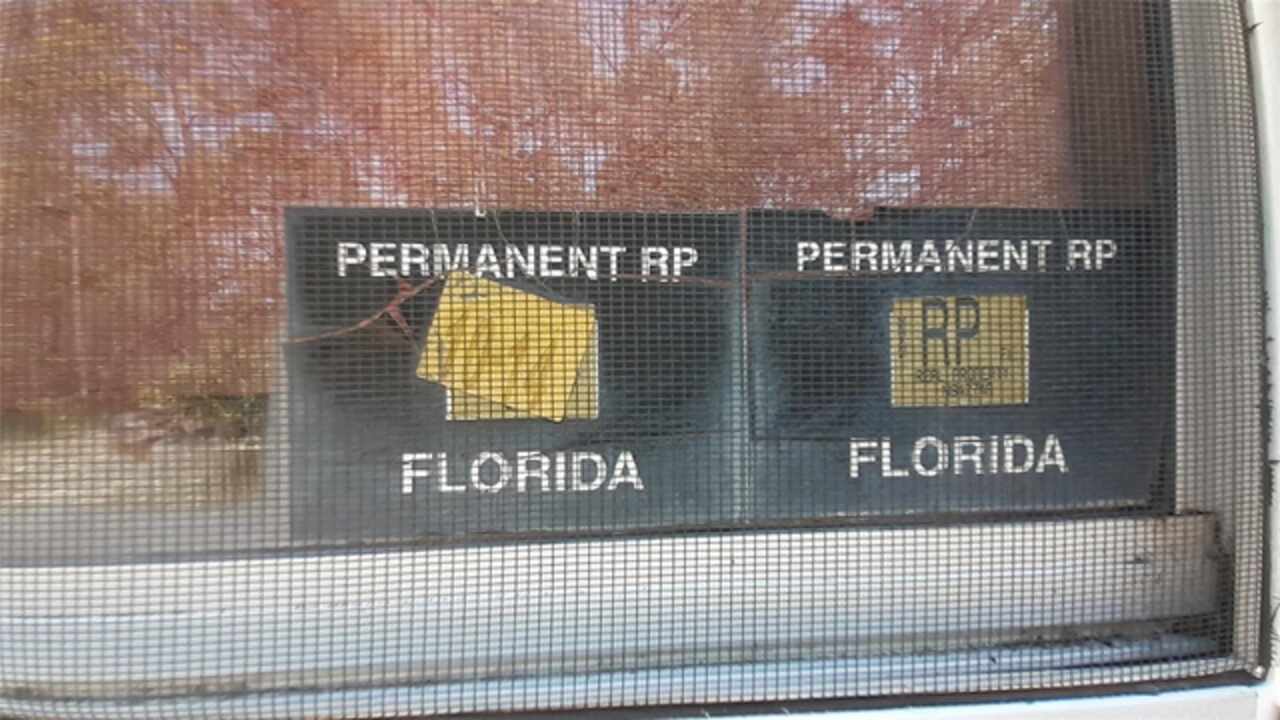 PERMANENT RP
FLORIDA
PERMANENT RP
RP
FLORIDA